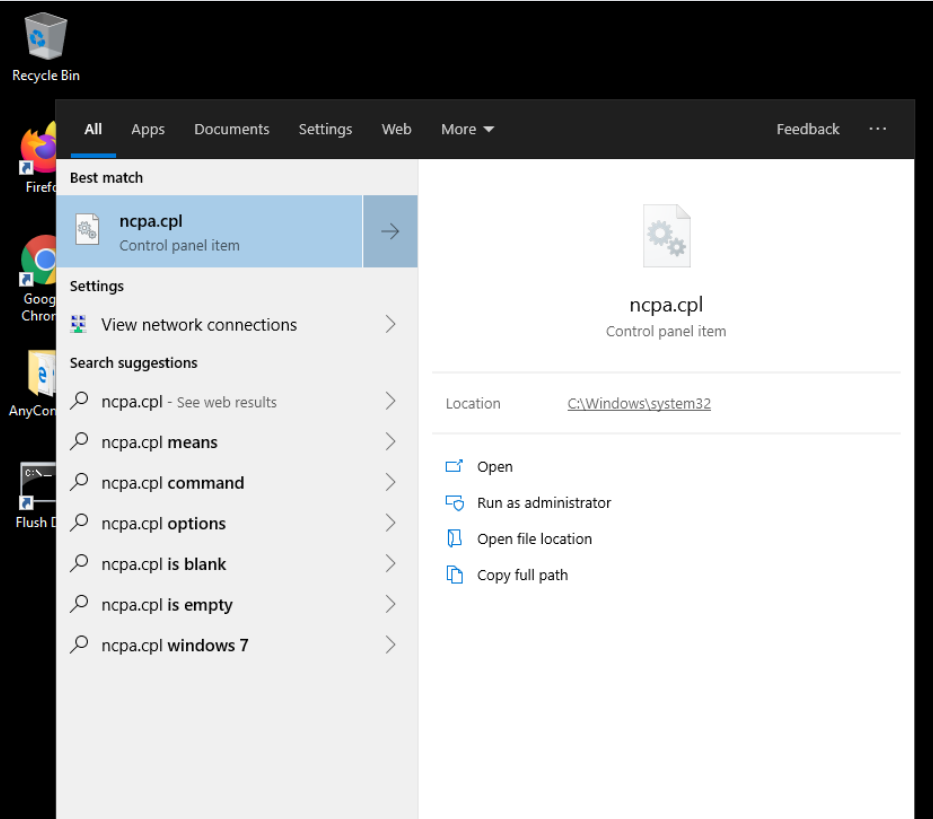 Recycle Bin
All Apps Documents Settings Web More Feedback ...
Firefo
Goog
Chron
AnyCon
C:\
Flush D
Best match
ncpa.cpl
Control panel item
Settings
View network connections
Search suggestions
ncpa.cpl - See web results
ncpa.cpl means
ncpa.cpl command
ncpa.cpl options
ncpa.cpl is blank
ncpa.cpl is empty
ncpa.cpl windows 7
ncpa.cpl
Control panel item
Location C:\Windows\system32
Open
Run as administrator
Open file location
Copy full path